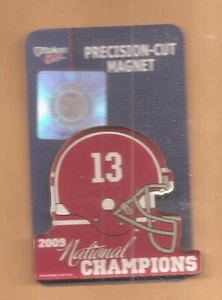 PRECISION-CUT
MAGNET
13
2009
National
CHAMPIONS